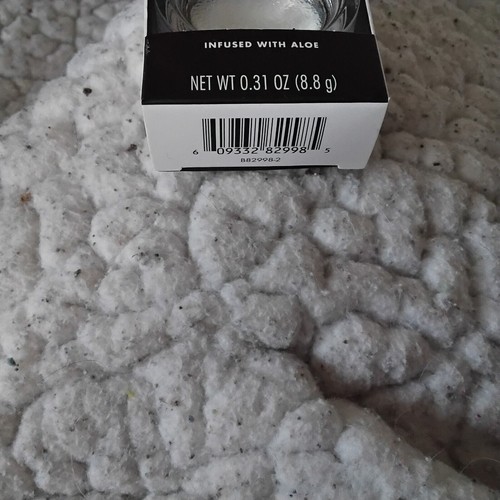 INFUSED WITH ALOE
NET WT 0.31 OZ (8.8 g)
6 09332 82998 5
B82998-2